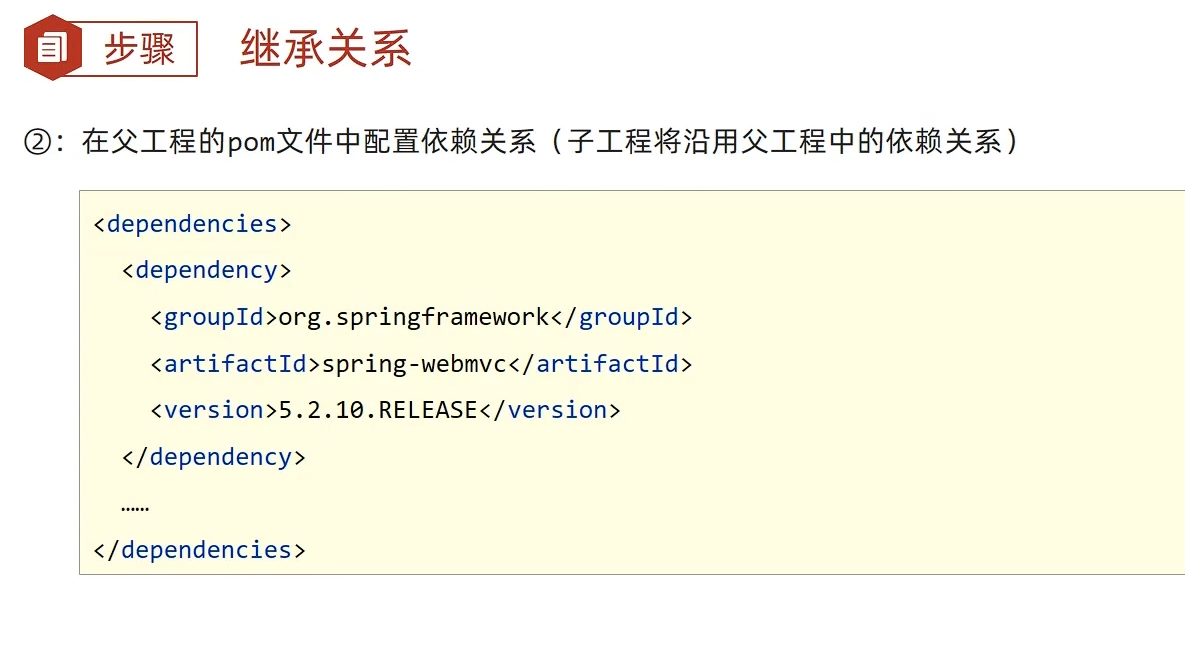 步骤 继承关系
②：在父工程的pom文件中配置依赖关系（子工程将沿用父工程中的依赖关系）
<dependencies>
<dependency>
<groupId>org.springframework</groupId>
<artifactId>spring-webmvc</artifactId>
<version>5.2.10.RELEASE</version>
</dependency>
……
</dependencies>